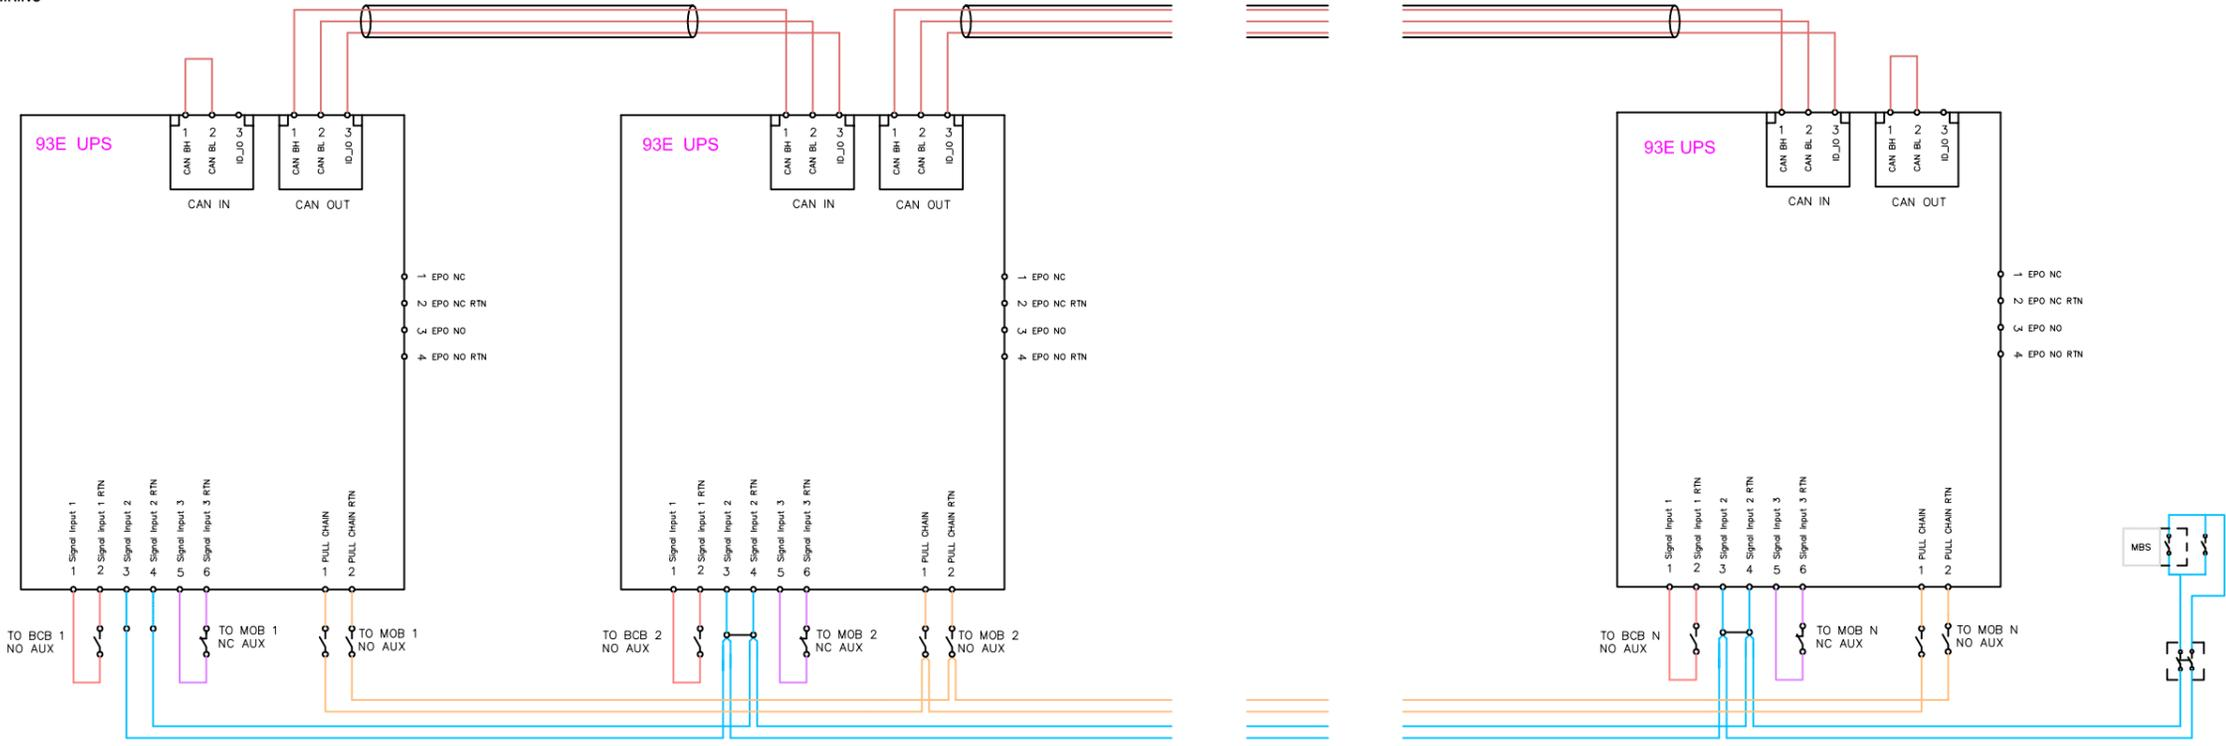 93E UPS
1 2 3
CAN BH CAN BL ID_IO
CAN IN
1 2 3
CAN BH CAN BL ID_IO
CAN OUT
1 EPO NC
2 EPO NC RTN
3 EPO NO
4 EPO NO RTN
Signal Input 1
Signal Input 1 RTN
Signal Input 2
Signal Input 2 RTN
Signal Input 3
Signal Input 3 RTN
1 2 3 4 5 6
PULL CHAIN
PULL CHAIN RTN
1 2
TO BCB 1
NO AUX
TO MOB 1
NC AUX
TO MOB 1
NO AUX
93E UPS
1 2 3
CAN BH CAN BL ID_IO
CAN IN
1 2 3
CAN BH CAN BL ID_IO
CAN OUT
1 EPO NC
2 EPO NC RTN
3 EPO NO
4 EPO NO RTN
Signal Input 1
Signal Input 1 RTN
Signal Input 2
Signal Input 2 RTN
Signal Input 3
Signal Input 3 RTN
1 2 3 4 5 6
PULL CHAIN
PULL CHAIN RTN
1 2
TO BCB 2
NO AUX
TO MOB 2
NC AUX
TO MOB 2
NO AUX
93E UPS
1 2 3
CAN BH CAN BL ID_IO
CAN IN
1 2 3
CAN BH CAN BL ID_IO
CAN OUT
1 EPO NC
2 EPO NC RTN
3 EPO NO
4 EPO NO RTN
Signal Input 1
Signal Input 1 RTN
Signal Input 2
Signal Input 2 RTN
Signal Input 3
Signal Input 3 RTN
1 2 3 4 5 6
PULL CHAIN
PULL CHAIN RTN
1 2
TO BCB N
NO AUX
TO MOB N
NC AUX
TO MOB N
NO AUX
MBS